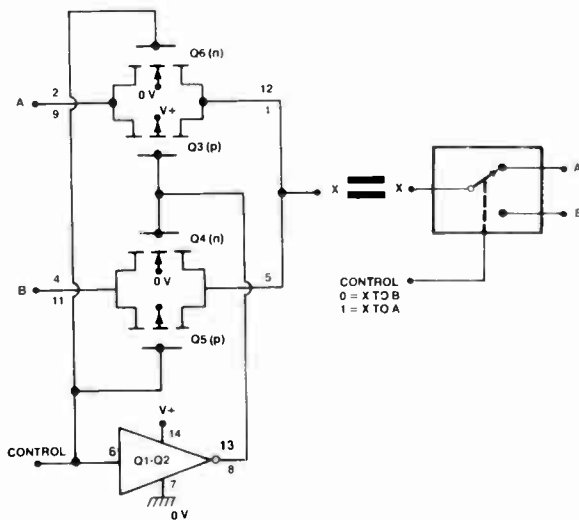 Q6 (n)
A
2
9
0 V
V+
12
1
Q3 (p)
X
X
A
B
Q4 (n)
B
4
11
0 V
5
Q5 (p)
CONTROL
0 = X TO B
1 = X TO A
V+
14
13
CONTROL
6
Q1-Q2
8
7
0 V